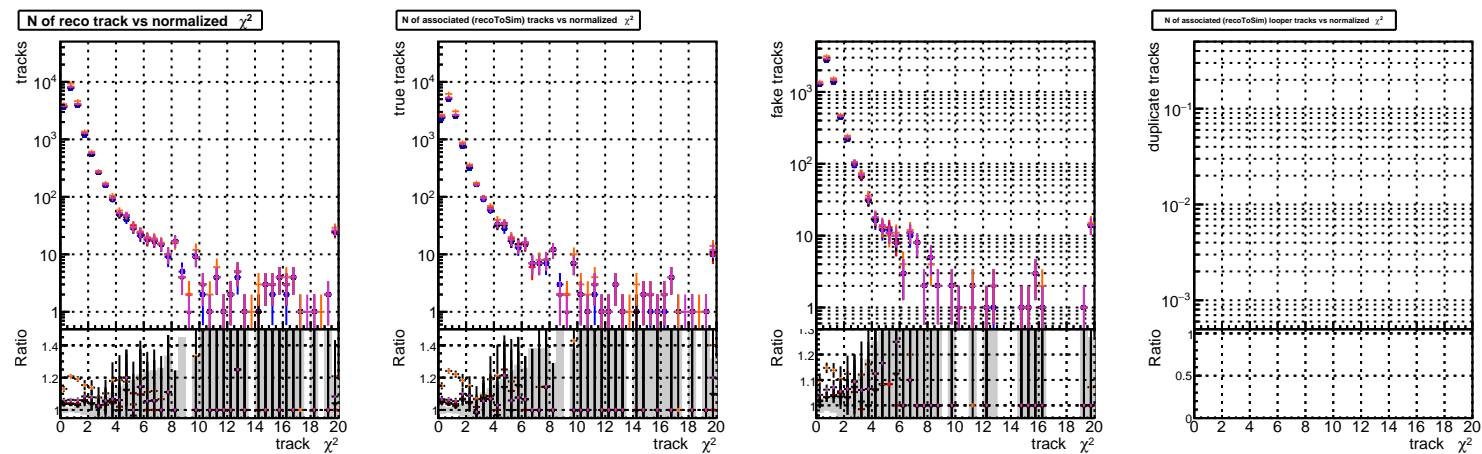 N of reco track vs normalized χ²
tracks
10⁴
10³
10²
10
1
Ratio
1.4
1.2
1
0 2 4 6 8 10 12 14 16 18 20
track χ²
N of associated (recoToSim) tracks vs normalized χ²
true tracks
10⁴
10³
10²
10
1
Ratio
1.4
1.2
1
0 2 4 6 8 10 12 14 16 18 20
track χ²
fake tracks
10³
10²
10
1
Ratio
1.3
1.2
1.1
1
0 2 4 6 8 10 12 14 16 18 20
track χ²
N of associated (recoToSim) looper tracks vs normalized χ²
duplicate tracks
10⁻¹
10⁻²
10⁻³
Ratio
1
0.5
0
0 2 4 6 8 10 12 14 16 18 20
track χ²